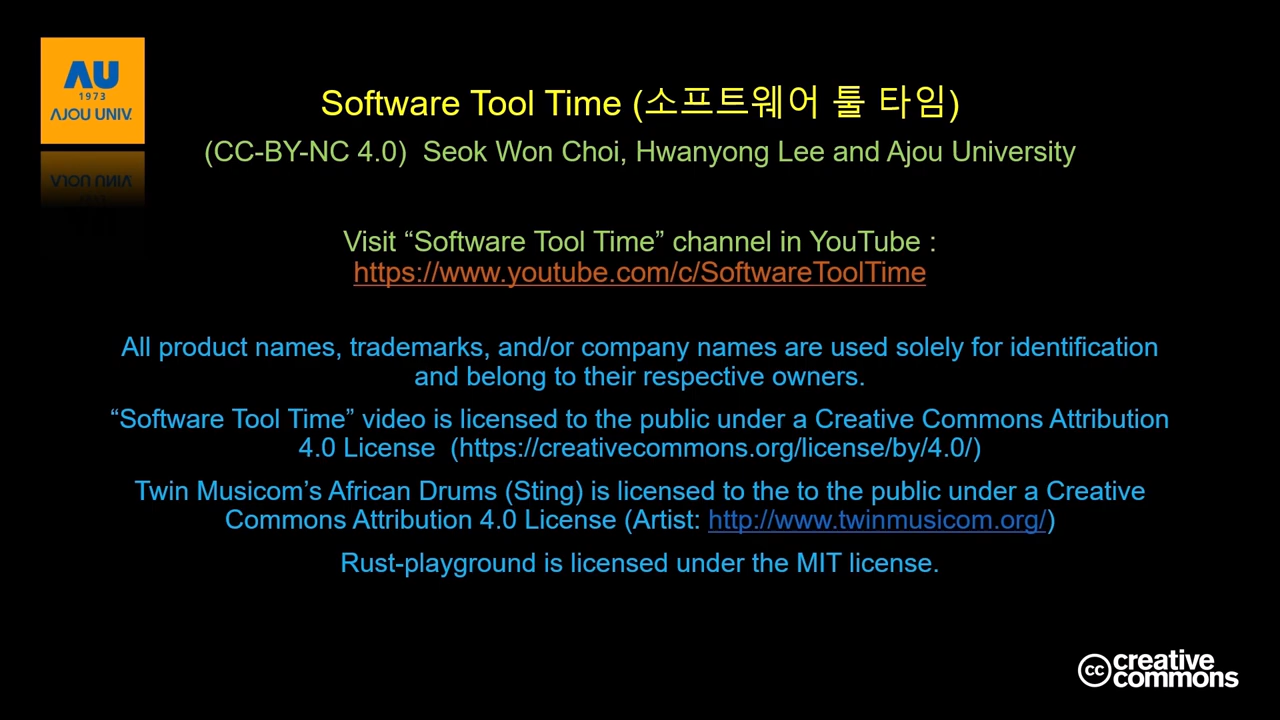 AU
1973
AJOU UNIV.
Software Tool Time (소프트웨어 툴 타임)
(CC-BY-NC 4.0)  Seok Won Choi, Hwanyong Lee and Ajou University
Visit “Software Tool Time” channel in YouTube :
https://www.youtube.com/c/SoftwareToolTime
All product names, trademarks, and/or company names are used solely for identification
and belong to their respective owners.
“Software Tool Time” video is licensed to the public under a Creative Commons Attribution
4.0 License  (https://creativecommons.org/license/by/4.0/)
Twin Musicom’s African Drums (Sting) is licensed to the to the public under a Creative
Commons Attribution 4.0 License (Artist: http://www.twinmusicom.org/)
Rust-playground is licensed under the MIT license.
cc creative
commons